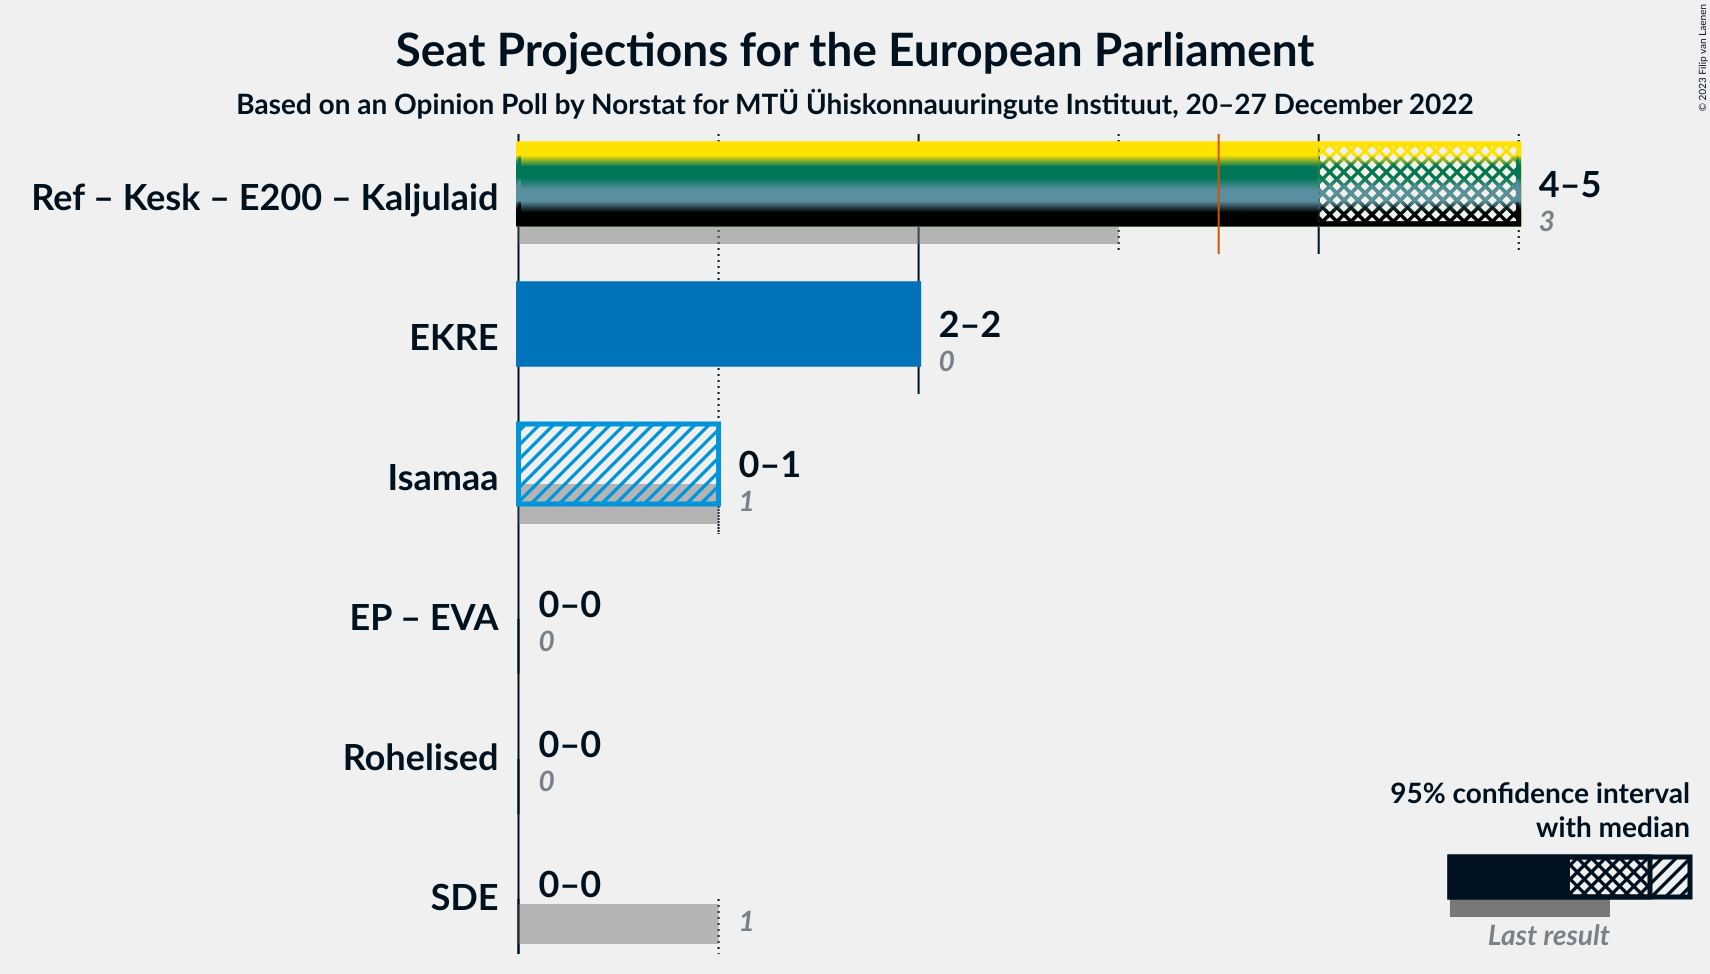 Seat Projections for the European Parliament
Based on an Opinion Poll by Norstat for MTÜ Ühiskonnauuringute Instituut, 20–27 December 2022
© 2023 Filip van Laenen
Ref – Kesk – E200 – Kaljulaid
4–5
3
EKRE
2–2
0
Isamaa
0–1
1
EP – EVA
0–0
0
Rohelised
0–0
0
SDE
0–0
1
95% confidence interval
with median
Last result